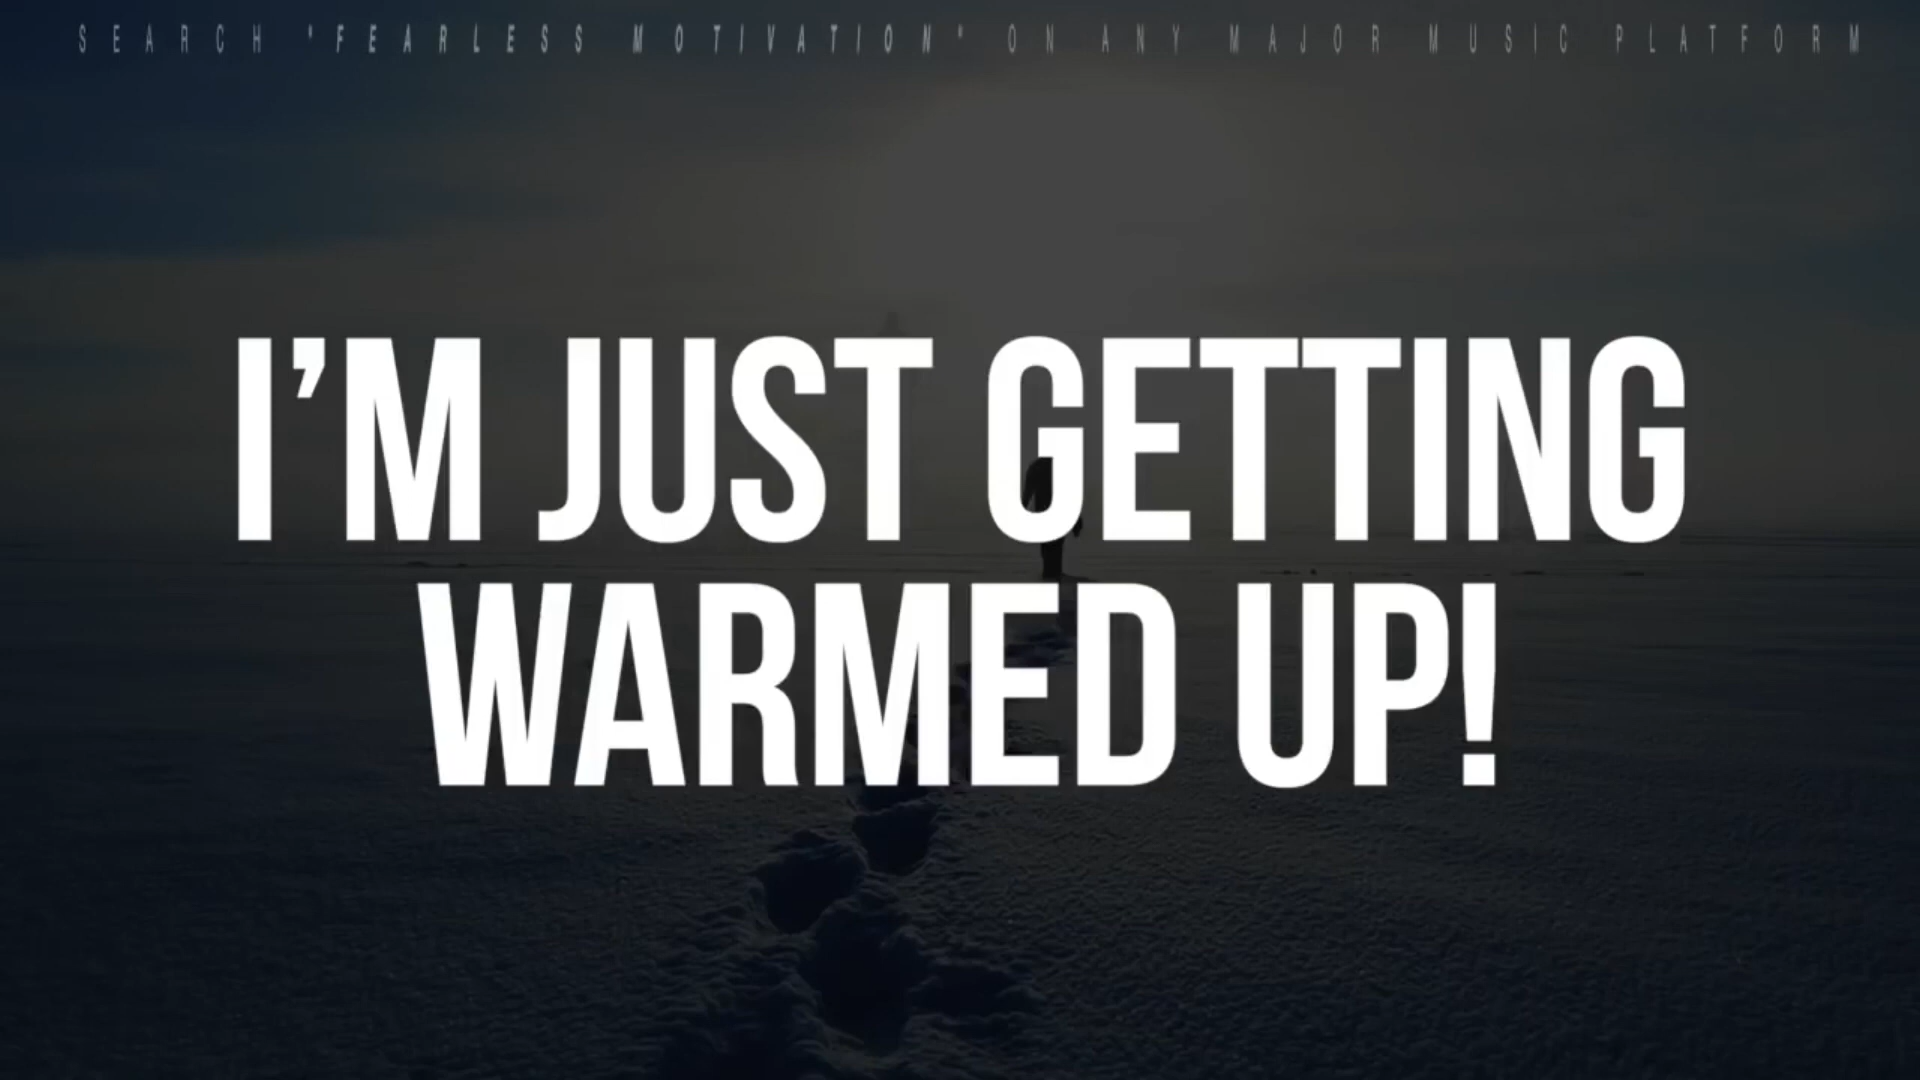 SEARCH "FEARLESS MOTIVATION" ON ANY MAJOR MUSIC PLATFORM
I'M JUST GETTING
WARMED UP!